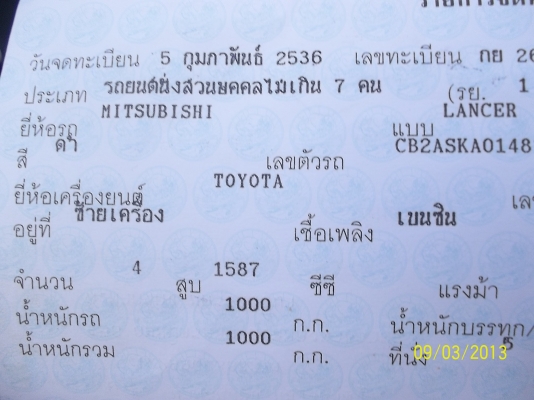 วันจดทะเบียน 5 กุมภาพันธ์ 2536 เลขทะเบียน กย 26
ประเภท รถยนต์นั่งส่วนบุคคลไม่เกิน 7 คน (รย. 1
ยี่ห้อรถ MITSUBISHI แบบ LANCER
สี ดำ เลขตัวรถ CB2ASKA0148
ยี่ห้อเครื่องยนต์ TOYOTA เลข
อยู่ที่ ซ้ายเครื่อง เชื้อเพลิง เบนซิน
จำนวน 4 สูบ 1587 ซีซี แรงม้า
น้ำหนักรถ 1000 ก.ก. น้ำหนักบรรทุก/
น้ำหนักรวม 1000 ก.ก. ที่นั่ง 5
09/03/2013